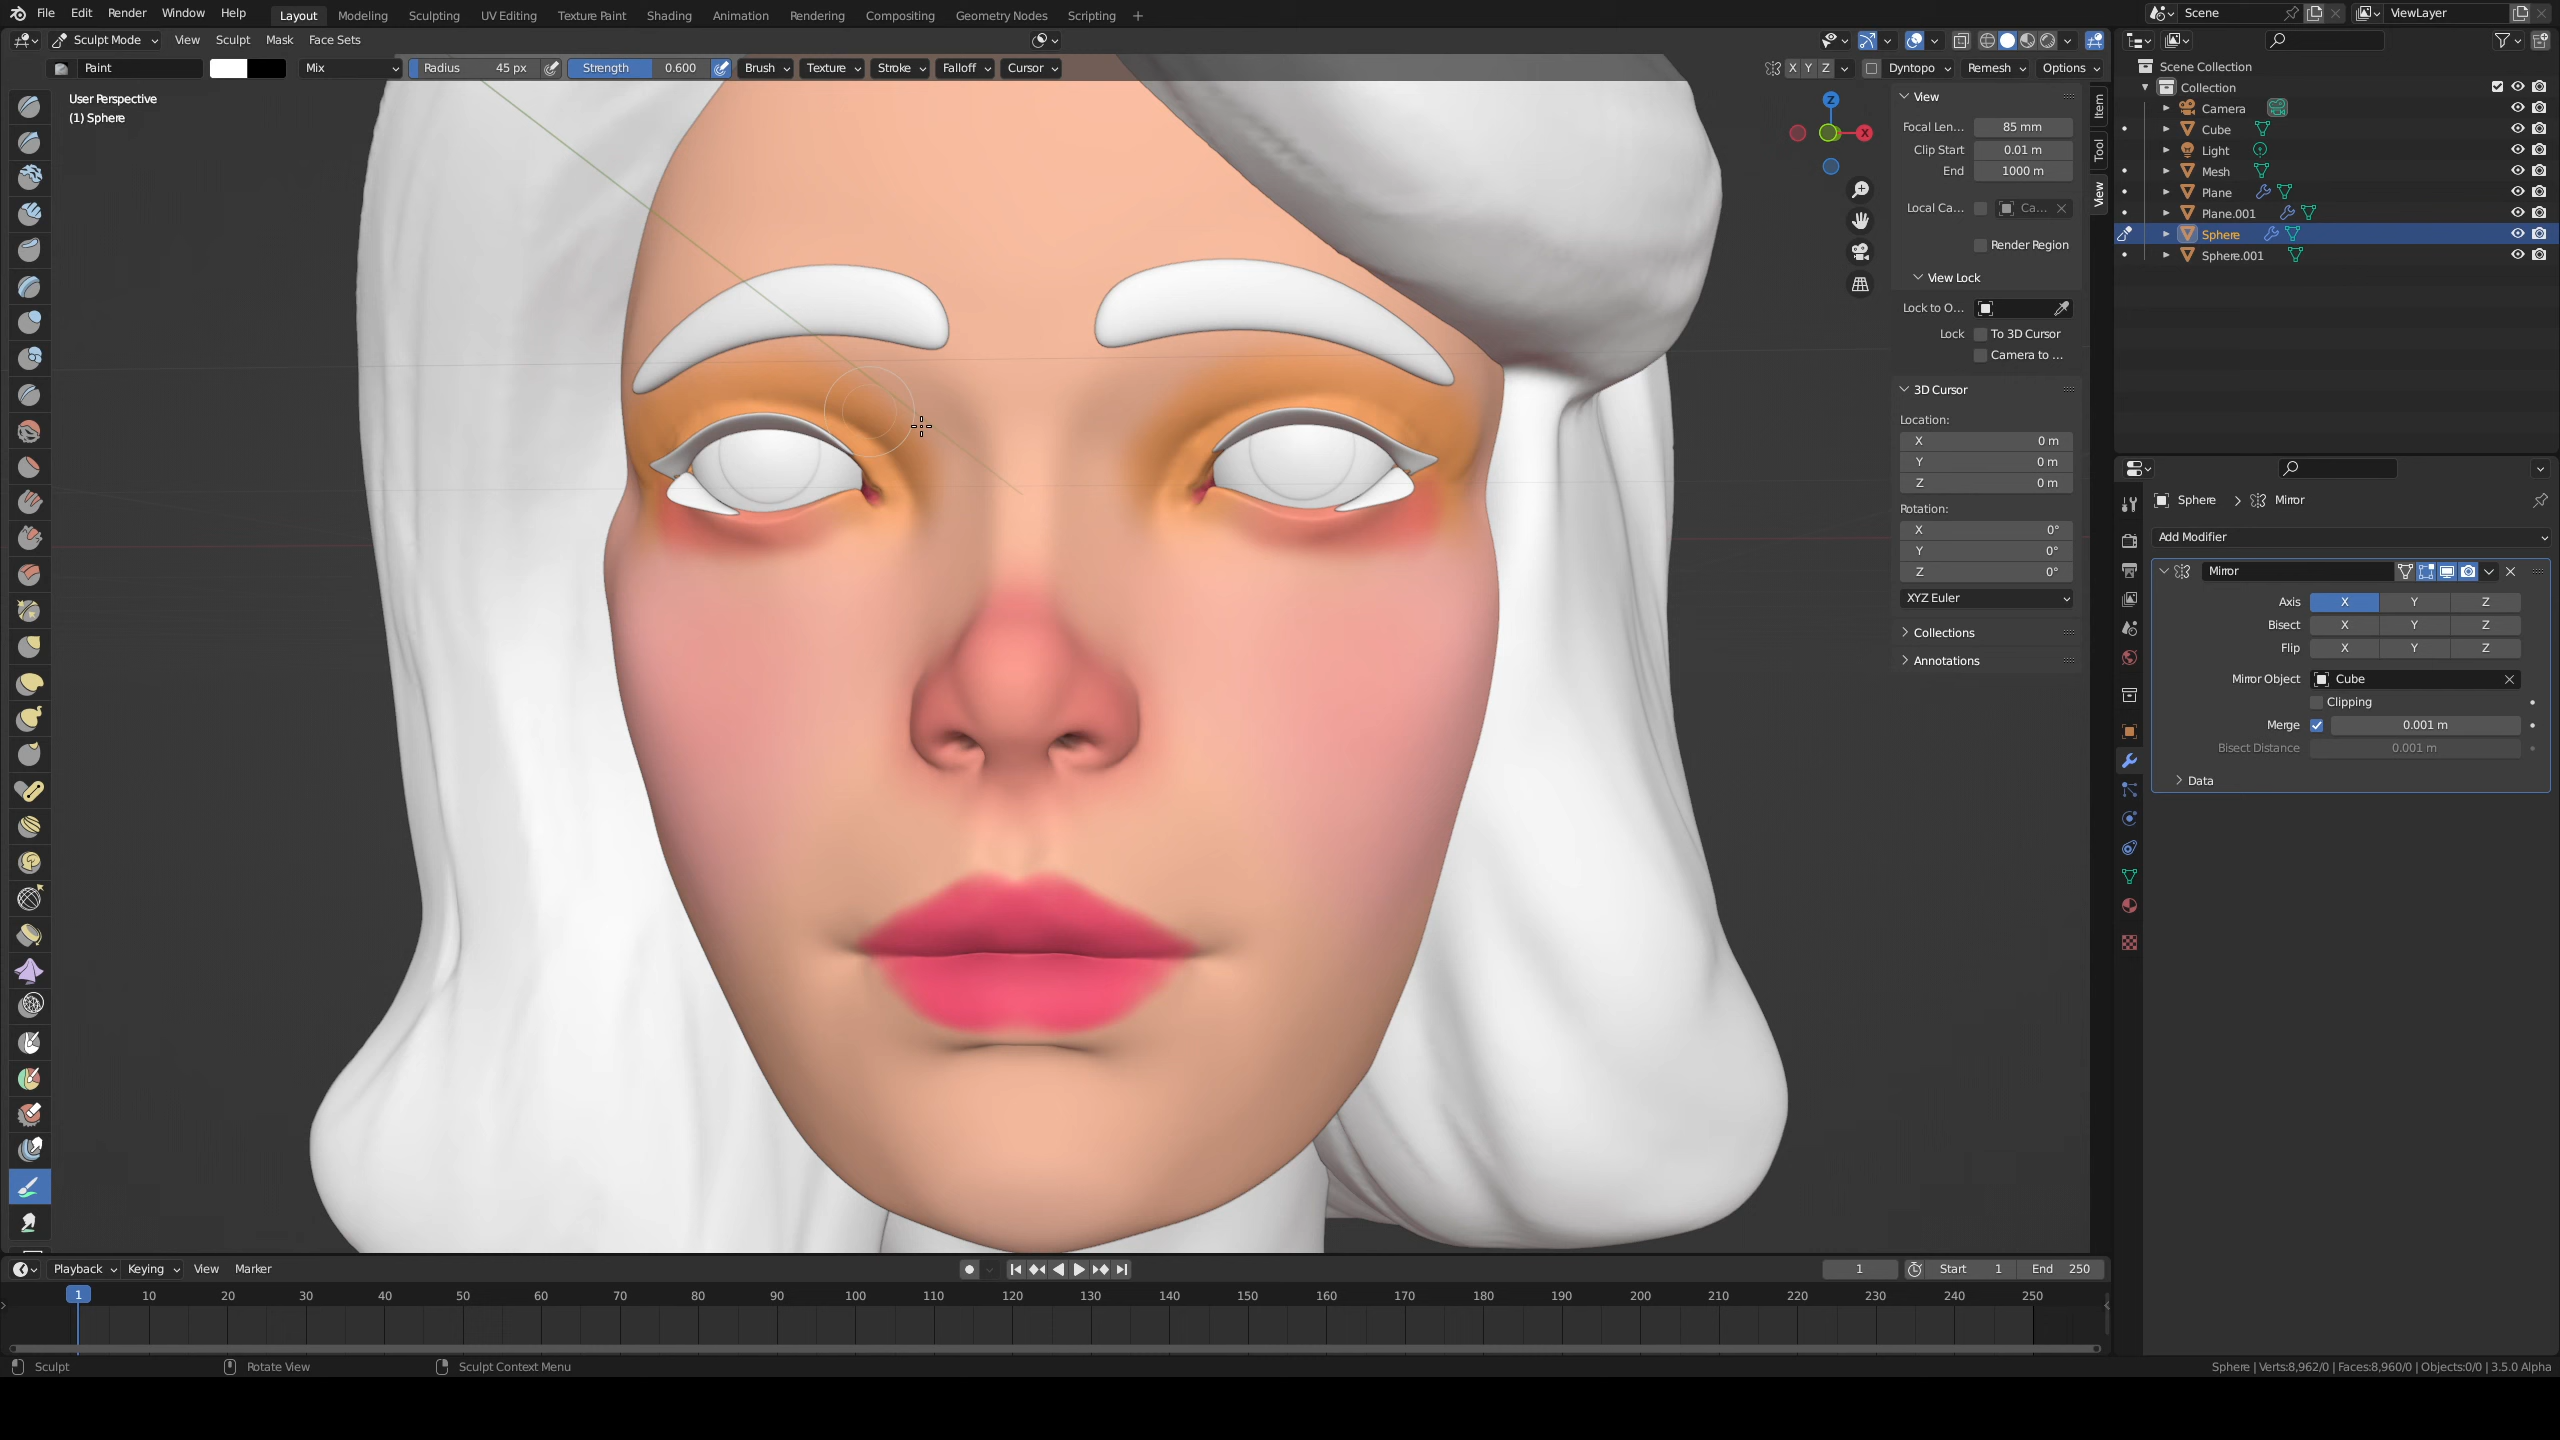 File Edit Render Window Help Layout Modeling Sculpting UV Editing Texture Paint Shading Animation Rendering Compositing Geometry Nodes Scripting + Scene ViewLayer
Sculpt Mode View Sculpt Mask Face Sets
Paint Mix Radius 45 px Strength 0.600 Brush Texture Stroke Falloff Cursor X Y Z Dyntopo Remesh Options
User Perspective
(1) Sphere
Z
X
View
Focal Len... 85 mm
Clip Start 0.01 m
End 1000 m
Local Ca... Ca...
Render Region
View Lock
Lock to O...
Lock To 3D Cursor
Camera to ...
3D Cursor
Location:
X 0 m
Y 0 m
Z 0 m
Rotation:
X 0°
Y 0°
Z 0°
XYZ Euler
Collections
Annotations
Item
Tool
View
Scene Collection
Collection
Camera
Cube
Light
Mesh
Plane
Plane.001
Sphere
Sphere.001
Sphere > Mirror
Add Modifier
Mirror
Axis X Y Z
Bisect X Y Z
Flip X Y Z
Mirror Object Cube
Clipping
Merge 0.001 m
Bisect Distance 0.001 m
Data
Playback Keying View Marker 1 Start 1 End 250
1 10 20 30 40 50 60 70 80 90 100 110 120 130 140 150 160 170 180 190 200 210 220 230 240 250
Sculpt Rotate View Sculpt Context Menu Sphere | Verts:8,962/0 | Faces:8,960/0 | Objects:0/0 | 3.5.0 Alpha